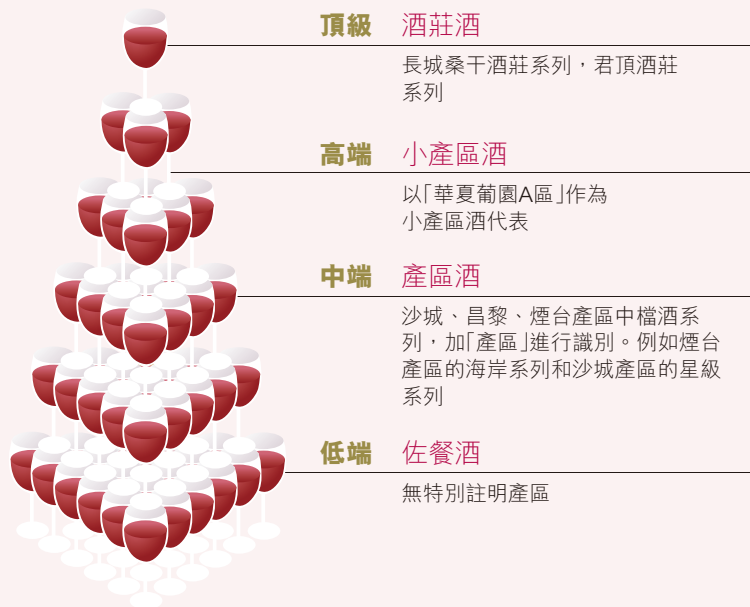 頂級 酒莊酒
長城桑干酒莊系列，君頂酒莊
系列
高端 小產區酒
以「華夏葡園A區」作為
小產區酒代表
中端 產區酒
沙城、昌黎、煙台產區中檔酒系
列，加「產區」進行識別。例如煙台
產區的海岸系列和沙城產區的星級
系列
低端 佐餐酒
無特別註明產區